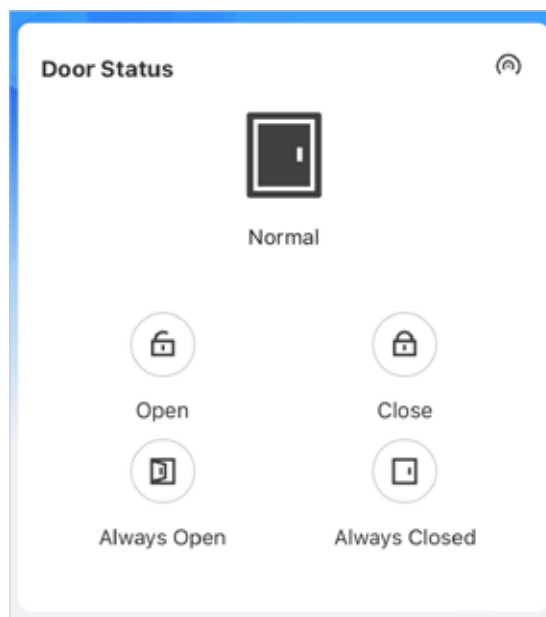 Door Status
Normal
Open
Close
Always Open
Always Closed